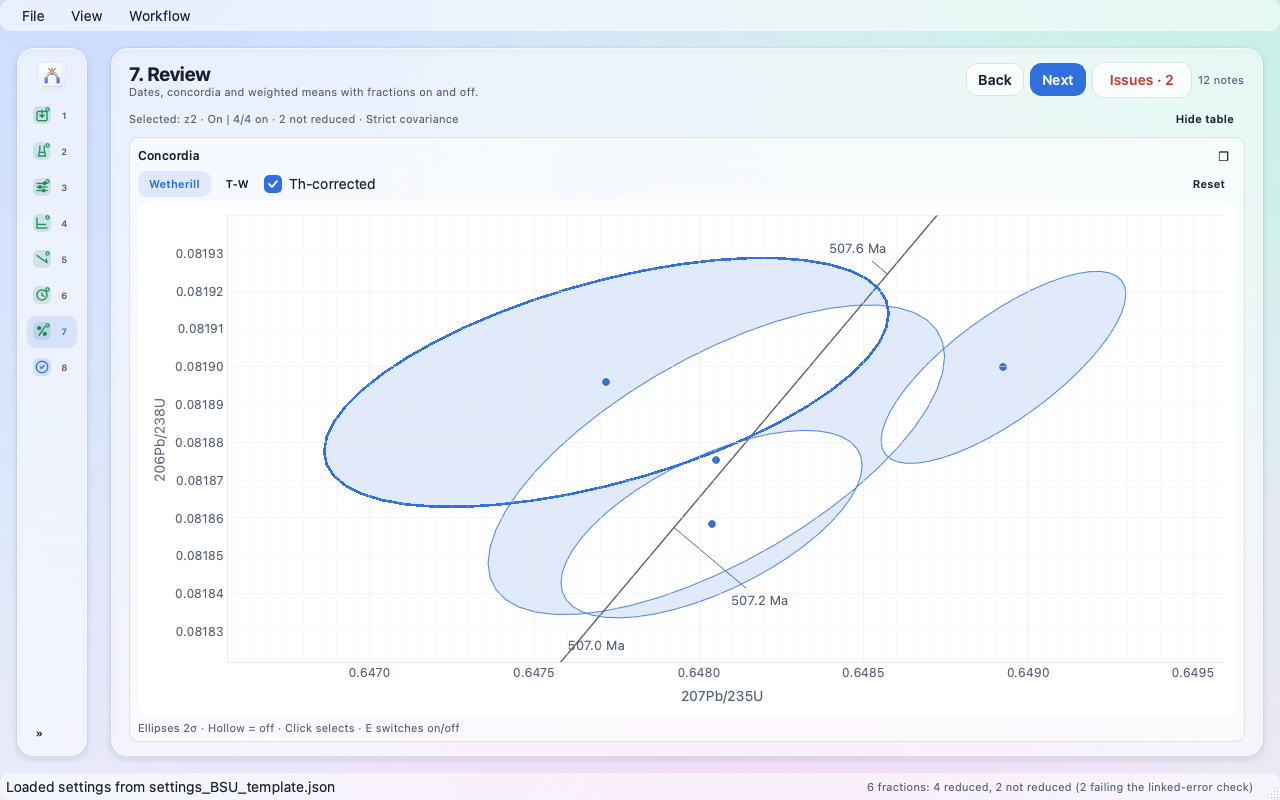 File View Workflow
7. Review
Dates, concordia and weighted means with fractions on and off.
Back Next Issues · 2 12 notes
Selected: z2 · On | 4/4 on · 2 not reduced · Strict covariance
Hide table
1
2
3
4
5
6
7
8
»
Concordia
Wetherill T-W Th-corrected
Reset
206Pb/238U
0.08193
0.08192
0.08191
0.08190
0.08189
0.08188
0.08187
0.08186
0.08185
0.08184
0.08183
507.6 Ma
507.2 Ma
507.0 Ma
0.6470 0.6475 0.6480 0.6485 0.6490 0.6495
207Pb/235U
Ellipses 2σ · Hollow = off · Click selects · E switches on/off
Loaded settings from settings_BSU_template.json
6 fractions: 4 reduced, 2 not reduced (2 failing the linked-error check)